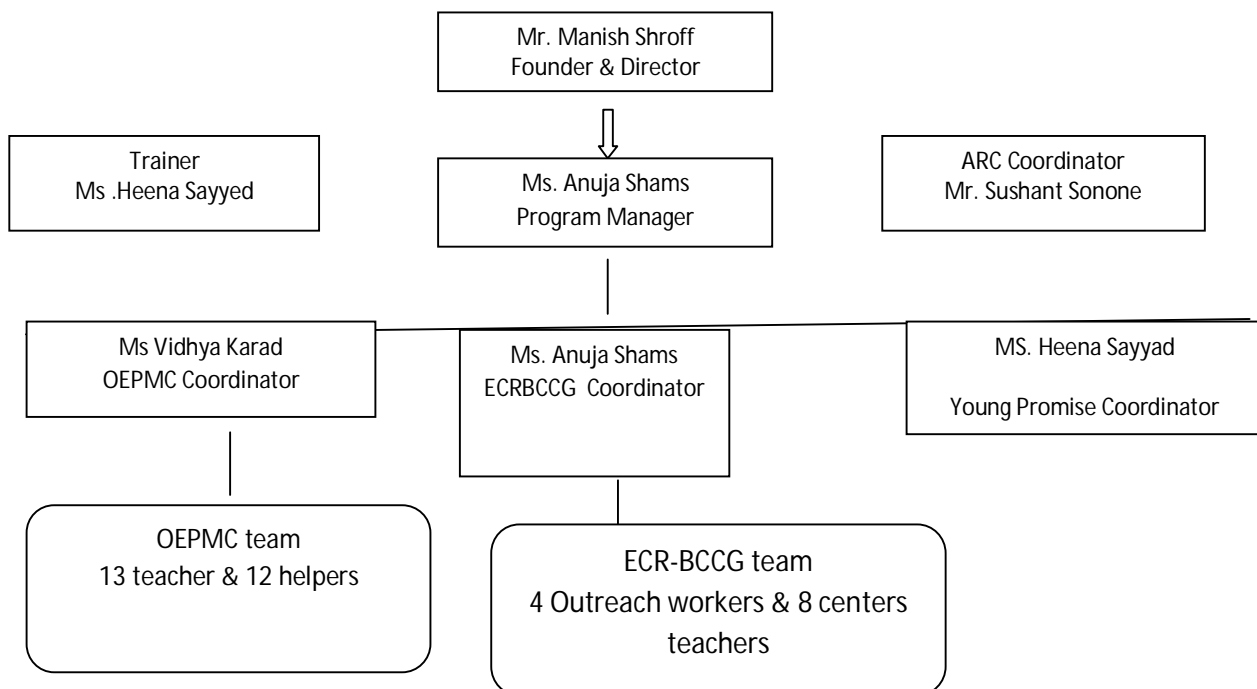 Mr. Manish Shroff
Founder & Director
Trainer
Ms .Heena Sayyed
Ms. Anuja Shams
Program Manager
ARC Coordinator
Mr. Sushant Sonone
Ms Vidhya Karad
OEPMC Coordinator
Ms. Anuja Shams
ECRBCCG Coordinator
MS. Heena Sayyad
Young Promise Coordinator
OEPMC team
13 teacher & 12 helpers
ECR-BCCG team
4 Outreach workers & 8 centers
teachers